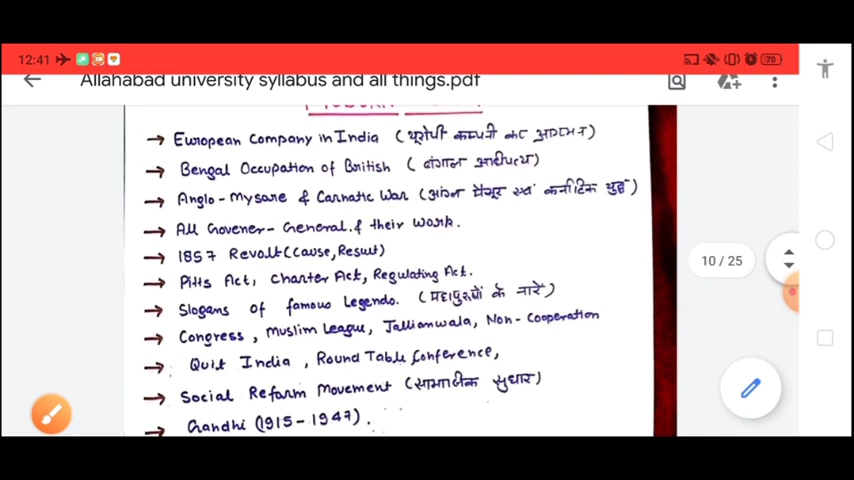 12:41
70
Allahabad university syllabus and all things.pdf
→ European Company in India (यूरोपी कम्पनी का आगमन)
→ Bengal Occupation of British (बंगाल आधीपत्य)
→ Anglo-Mysore & Carnatic War (आंग्ल मैसूर एवं कर्नाटिक युद्ध)
→ All Govener-General & their work.
→ 1857 Revolt (Cause, Result)
→ Pitts Act, Charter Act, Regulating Act.
→ Slogans of famous Legends. (महापुरुषों के नारे)
→ Congress, Muslim League, Jallianwala, Non-Cooperation
→ Quit India, Round Table Conference,
→ Social Reform Movement (सामाजिक सुधार)
→ Gandhi (1915-1947).
10 / 25